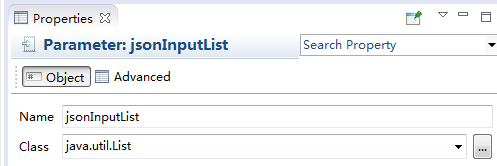 Properties
Parameter: jsonInputList
Search Property
Object
Advanced
Name jsonInputList
Class java.util.List
...